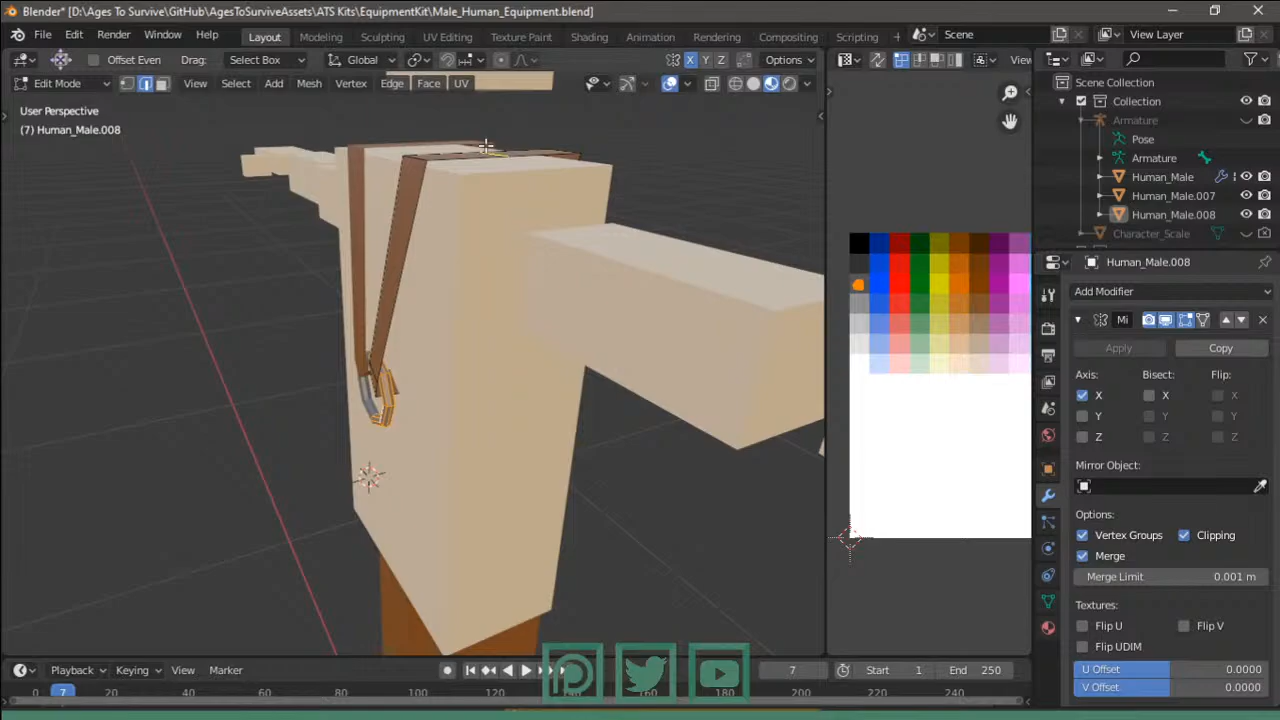 Blender* [D:\Ages To Survive\GitHub\AgesToSurviveAssets\ATS Kits\EquipmentKit\Male_Human_Equipment.blend]
File Edit Render Window Help Layout Modeling Sculpting UV Editing Texture Paint Shading Animation Rendering Compositing Scripting + Scene View Layer
Offset Even Drag: Select Box Global X Y Z Options
Edit Mode View Select Add Mesh Vertex Edge Face UV
User Perspective
(7) Human_Male.008
Scene Collection
Collection
Armature
Pose
Armature
Human_Male
Human_Male.007
Human_Male.008
Character_Scale
Human_Male.008
Add Modifier
Mi
Apply Copy
Axis: Bisect: Flip:
X X X
Y Y Y
Z Z Z
Mirror Object:
Options:
Vertex Groups Clipping
Merge
Merge Limit 0.001 m
Textures:
Flip U Flip V
Flip UDIM
U Offset 0.0000
V Offset 0.0000
Playback Keying View Marker 7 Start 1 End 250
0 7 20 40 60 80 100 120 140 160 180 200 220 240